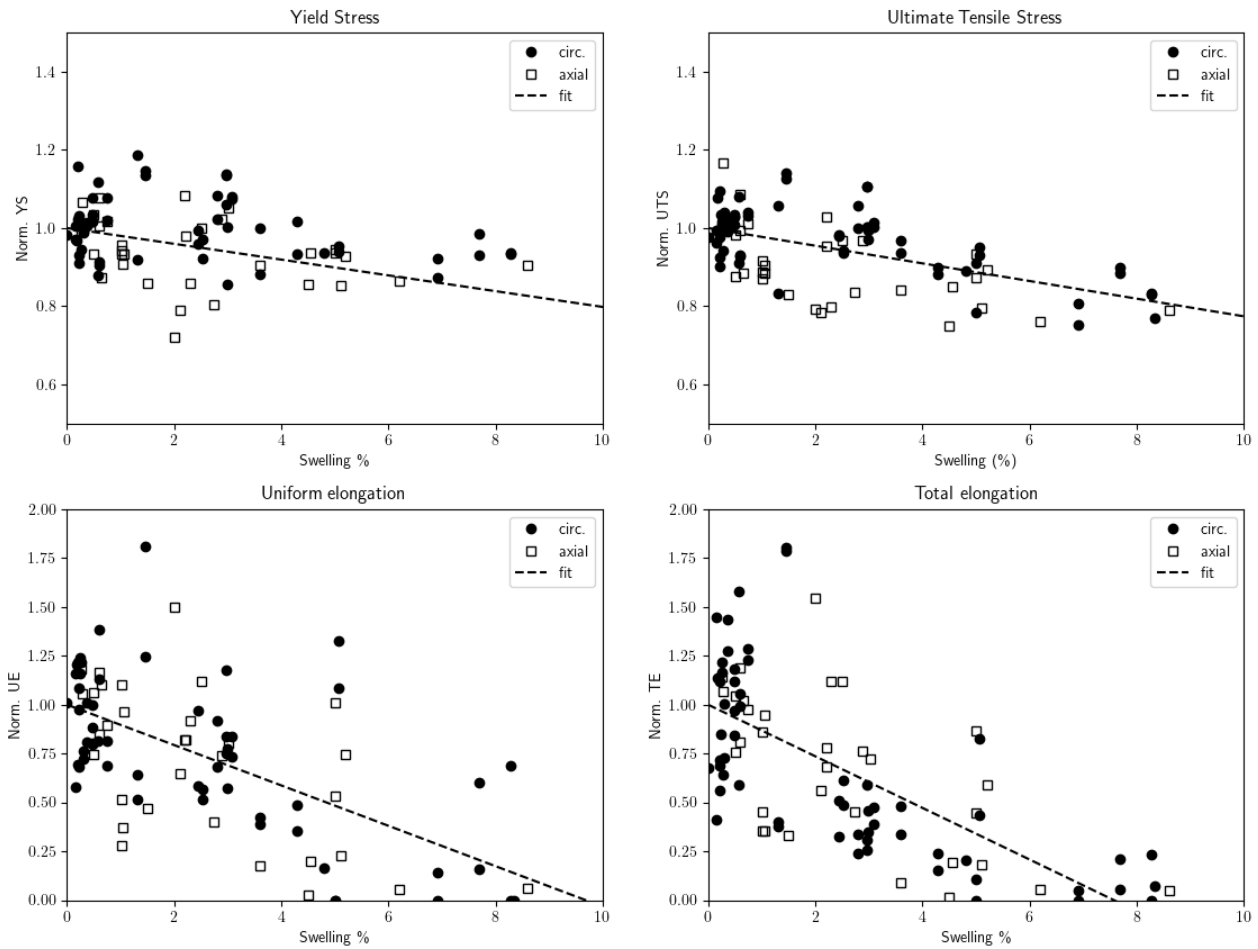 Yield Stress
Norm. YS
1.4
1.2
1.0
0.8
0.6
0
2
4
6
8
10
Swelling %
circ.
axial
fit
Ultimate Tensile Stress
Norm. UTS
1.4
1.2
1.0
0.8
0.6
0
2
4
6
8
10
Swelling (%)
circ.
axial
fit
Uniform elongation
Norm. UE
2.00
1.75
1.50
1.25
1.00
0.75
0.50
0.25
0.00
0
2
4
6
8
10
Swelling %
circ.
axial
fit
Total elongation
Norm. TE
2.00
1.75
1.50
1.25
1.00
0.75
0.50
0.25
0.00
0
2
4
6
8
10
Swelling %
circ.
axial
fit